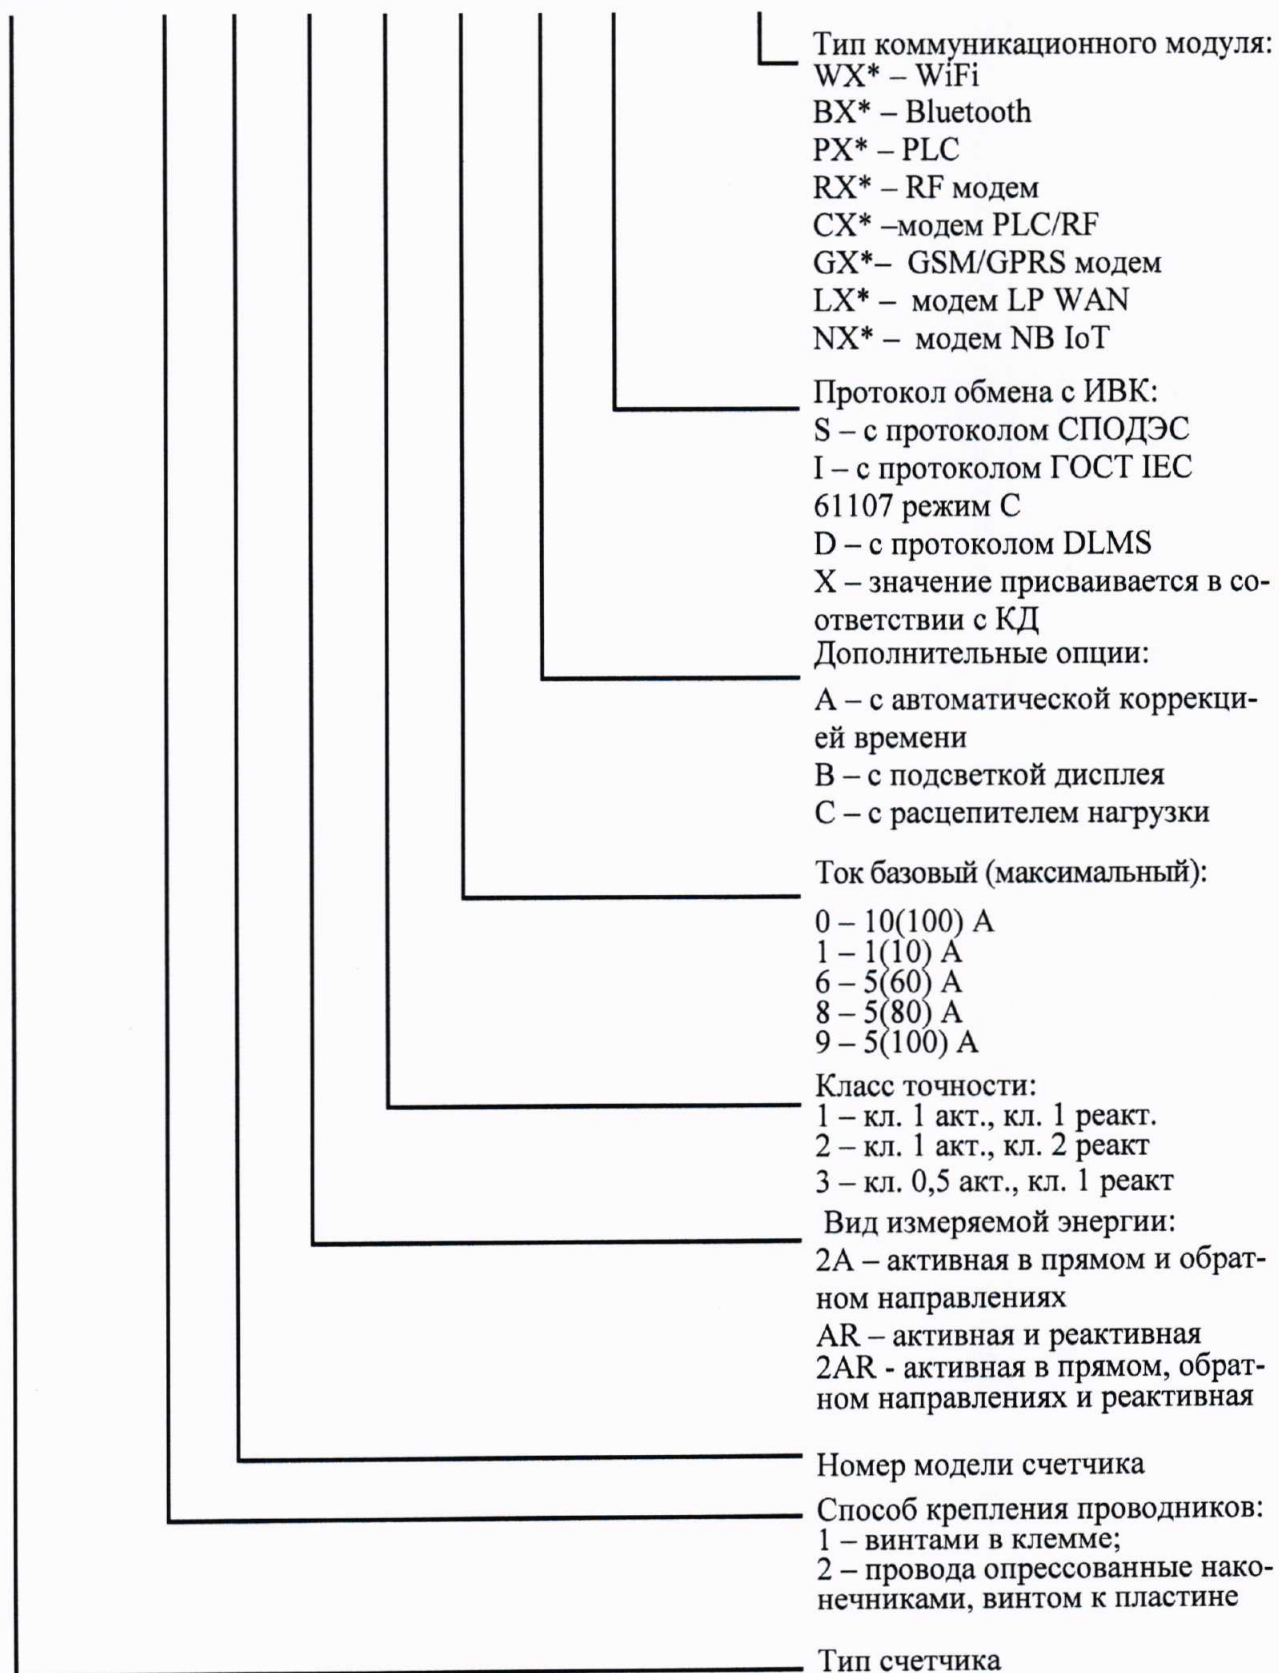 Тип коммуникационного модуля:
WX* – WiFi
BX* – Bluetooth
PX* – PLC
RX* – RF модем
CX* –модем PLC/RF
GX*– GSM/GPRS модем
LX* – модем LP WAN
NX* – модем NB IoT
Протокол обмена с ИВК:
S – с протоколом СПОДЭС
I – с протоколом ГОСТ IEC
61107 режим С
D – с протоколом DLMS
X – значение присваивается в со-
ответствии с КД
Дополнительные опции:
A – с автоматической коррекци-
ей времени
B – с подсветкой дисплея
C – с расцепителем нагрузки
Ток базовый (максимальный):
0 – 10(100) А
1 – 1(10) А
6 – 5(60) А
8 – 5(80) А
9 – 5(100) А
Класс точности:
1 – кл. 1 акт., кл. 1 реакт.
2 – кл. 1 акт., кл. 2 реакт
3 – кл. 0,5 акт., кл. 1 реакт
Вид измеряемой энергии:
2A – активная в прямом и обрат-
ном направлениях
AR – активная и реактивная
2AR - активная в прямом, обрат-
ном направлениях и реактивная
Номер модели счетчика
Способ крепления проводников:
1 – винтами в клемме;
2 – провода опрессованные нако-
нечниками, винтом к пластине
Тип счетчика